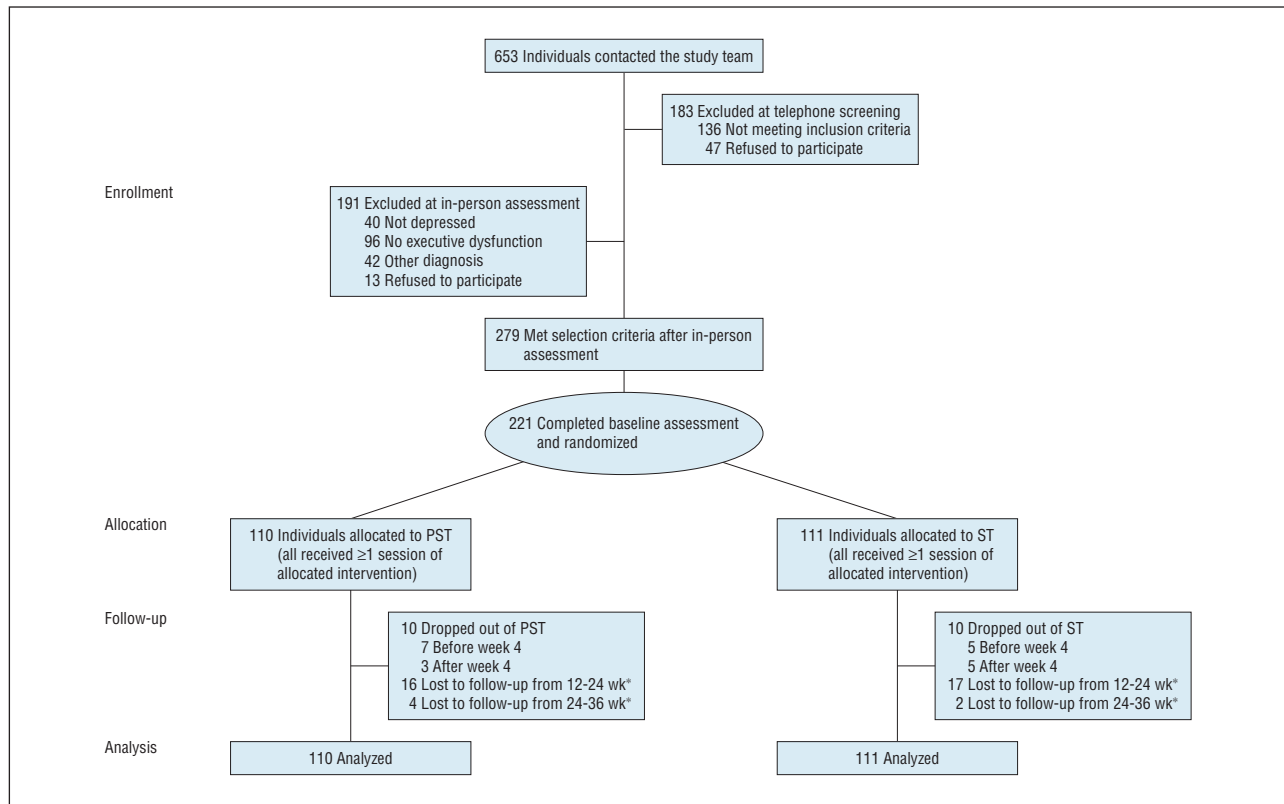 653 Individuals contacted the study team
183 Excluded at telephone screening
136 Not meeting inclusion criteria
47 Refused to participate
Enrollment
191 Excluded at in-person assessment
40 Not depressed
96 No executive dysfunction
42 Other diagnosis
13 Refused to participate
279 Met selection criteria after in-person
assessment
221 Completed baseline assessment
and randomized
Allocation
110 Individuals allocated to PST
(all received ≥1 session of
allocated intervention)
111 Individuals allocated to ST
(all received ≥1 session of
allocated intervention)
Follow-up
10 Dropped out of PST
7 Before week 4
3 After week 4
16 Lost to follow-up from 12-24 wk*
4 Lost to follow-up from 24-36 wk*
10 Dropped out of ST
5 Before week 4
5 After week 4
17 Lost to follow-up from 12-24 wk*
2 Lost to follow-up from 24-36 wk*
Analysis
110 Analyzed
111 Analyzed